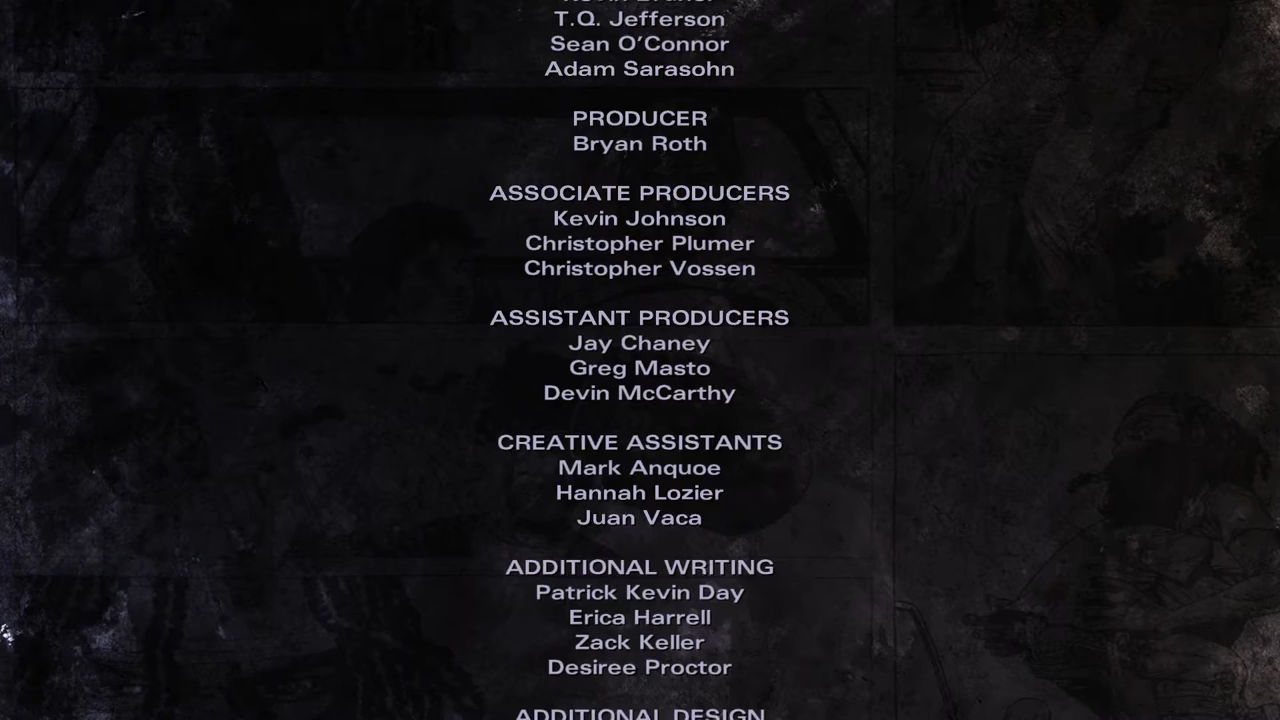 T.Q. Jefferson
Sean O'Connor
Adam Sarasohn
PRODUCER
Bryan Roth
ASSOCIATE PRODUCERS
Kevin Johnson
Christopher Plumer
Christopher Vossen
ASSISTANT PRODUCERS
Jay Chaney
Greg Masto
Devin McCarthy
CREATIVE ASSISTANTS
Mark Anquoe
Hannah Lozier
Juan Vaca
ADDITIONAL WRITING
Patrick Kevin Day
Erica Harrell
Zack Keller
Desiree Proctor
ADDITIONAL DESIGN